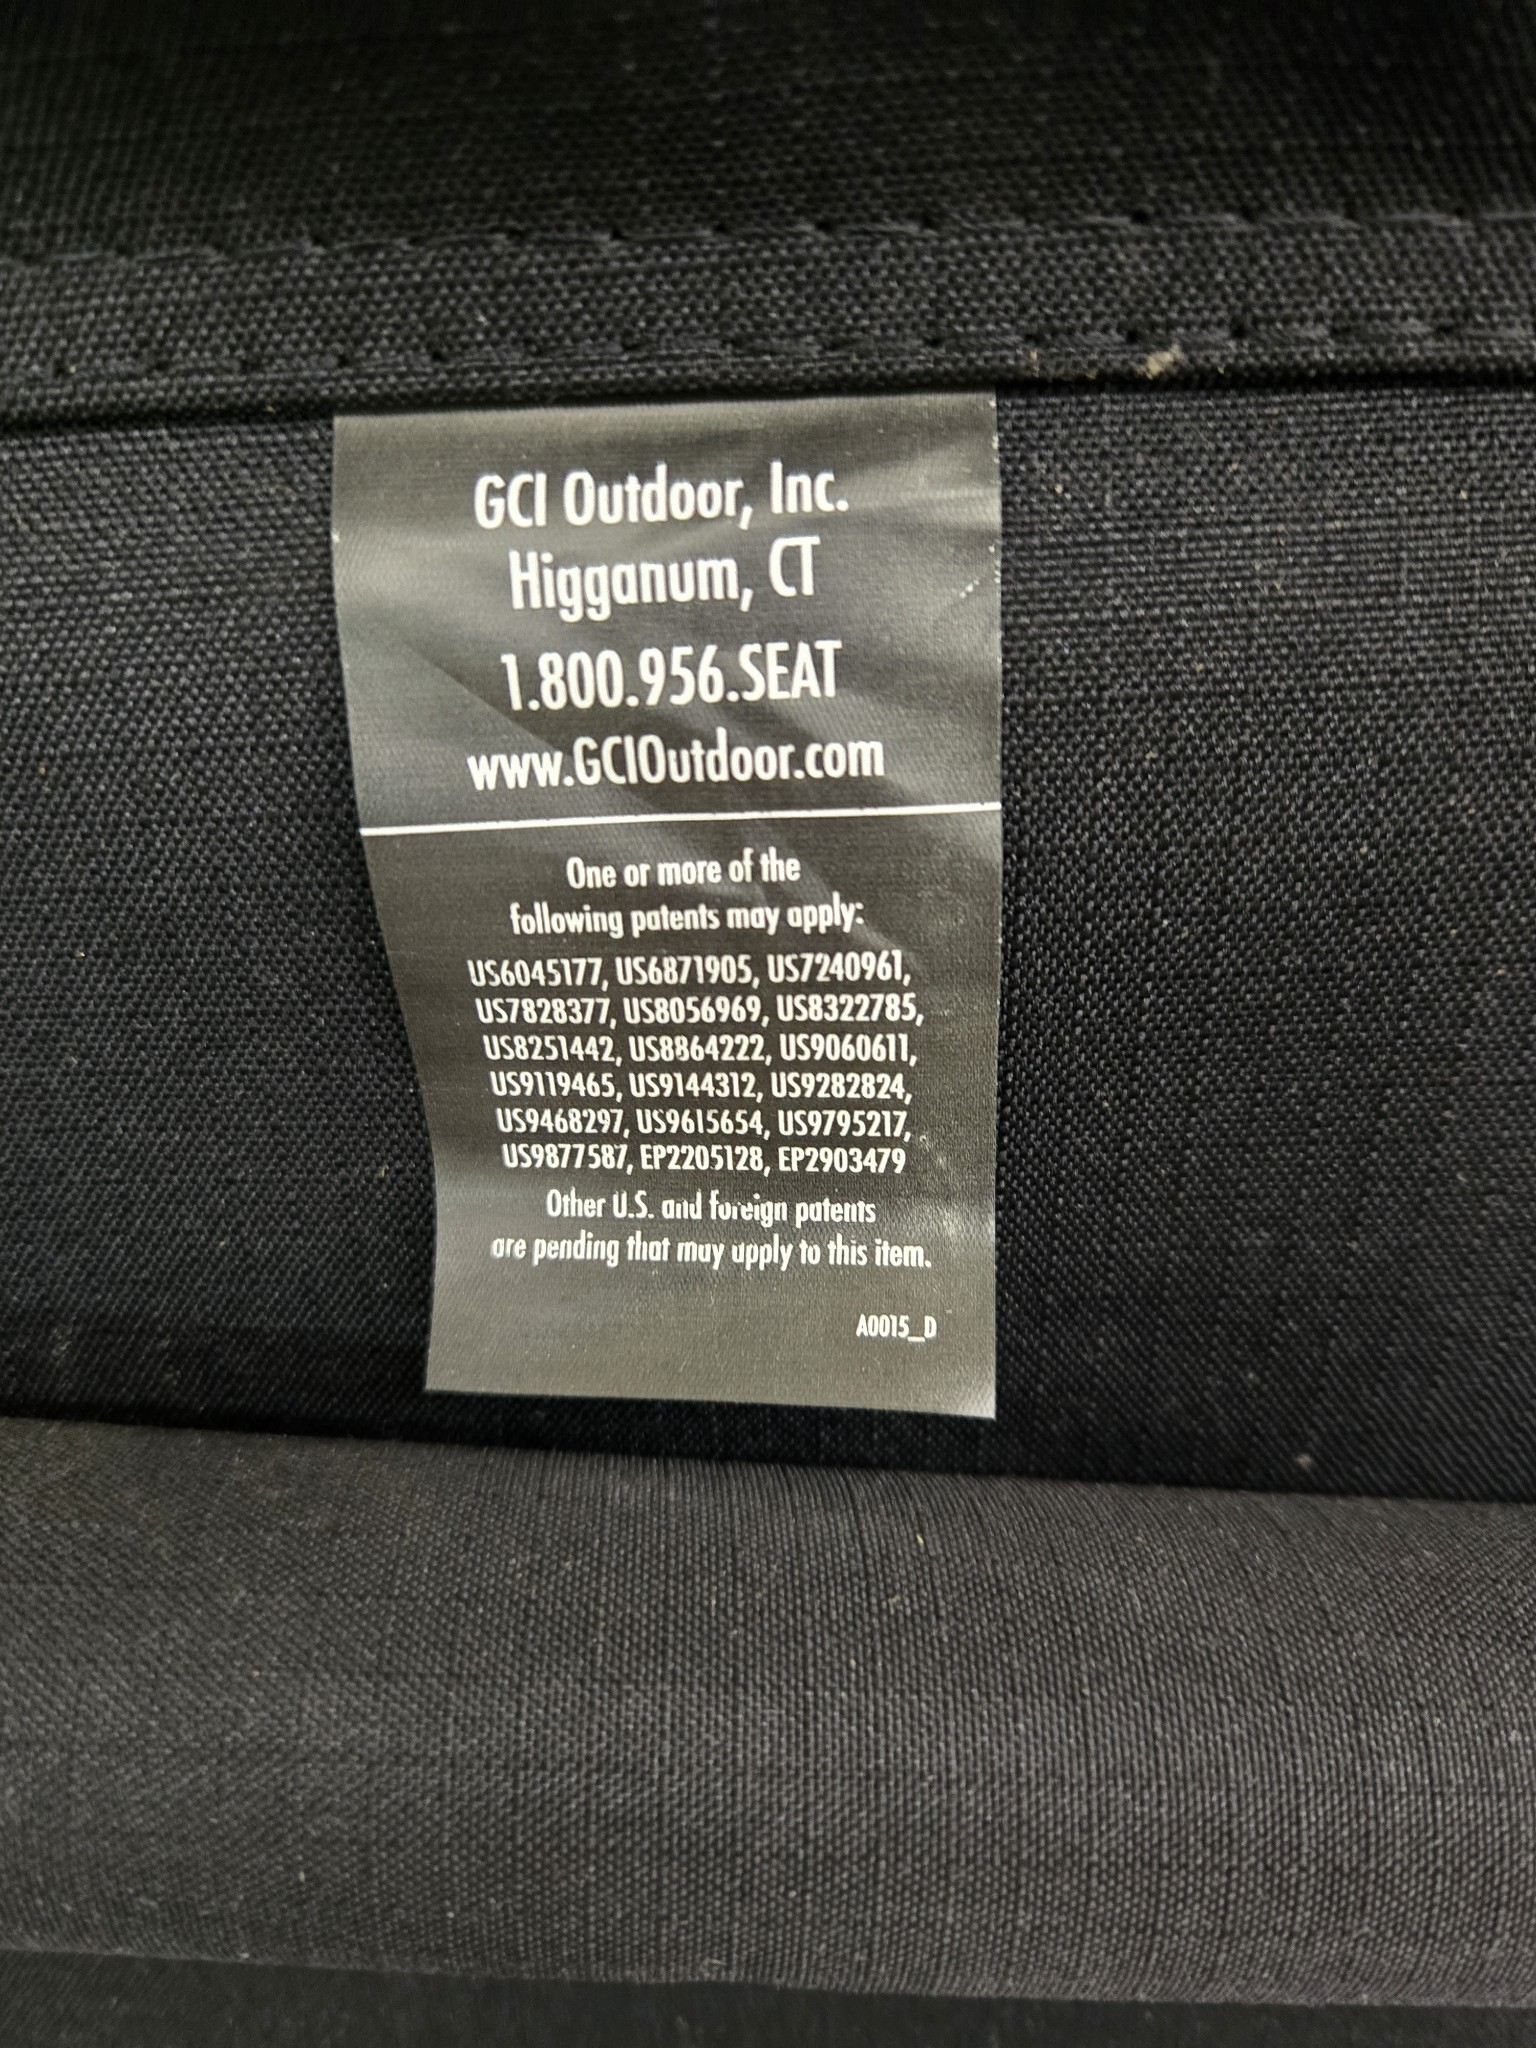 GCI Outdoor, Inc.
Higganum, CT
1.800.956.SEAT
www.GCIOutdoor.com
One or more of the
following patents may apply:
US6045177, US6871905, US7240961,
US7828377, US8056969, US8322785,
US8251442, US8864222, US9060611,
US9119465, US9144312, US9282824,
US9468297, US9615654, US9795217,
US9877587, EP2205128, EP2903479
Other U.S. and foreign patents
are pending that may apply to this item.
A0015_D